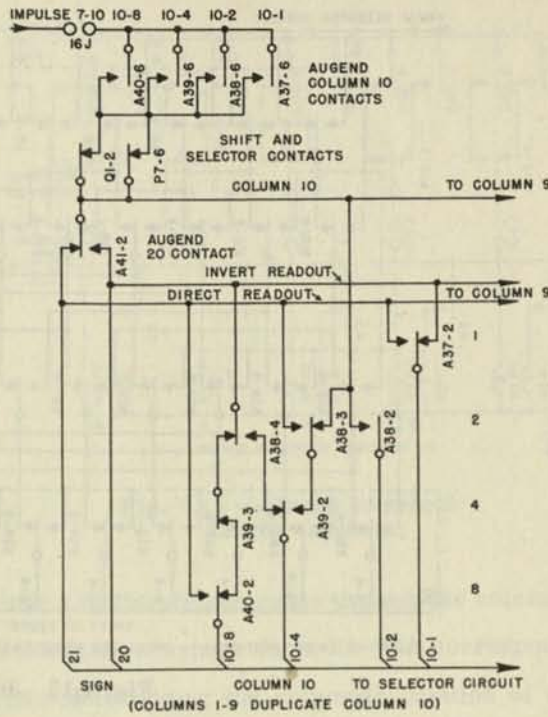 IMPULSE 7-10 10-8 10-4 10-2 10-1
16J
A40-6 A39-6 A38-6 A37-6
AUGEND
COLUMN 10
CONTACTS
SHIFT AND
SELECTOR CONTACTS
Q1-2 P7-6
COLUMN 10 TO COLUMN 9
AUGEND
20 CONTACT
A41-2
INVERT READOUT
DIRECT READOUT TO COLUMN 9
1
A37-2
2
A38-4 A38-3 A38-2
4
A39-3 A39-2
8
A40-2
21 20 10-8 10-4 10-2 10-1
SIGN COLUMN 10 TO SELECTOR CIRCUIT
(COLUMNS 1-9 DUPLICATE COLUMN 10)